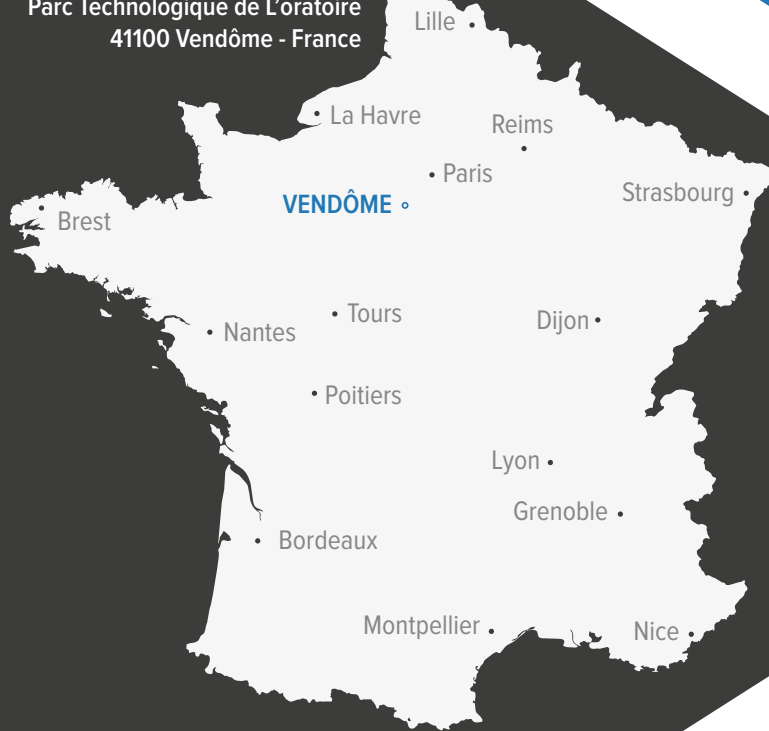 Parc Technologique de L'oratoire
41100 Vendôme - France
Lille
La Havre
Reims
Paris
Strasbourg
VENDÔME
Brest
Tours
Dijon
Nantes
Poitiers
Lyon
Grenoble
Bordeaux
Montpellier
Nice